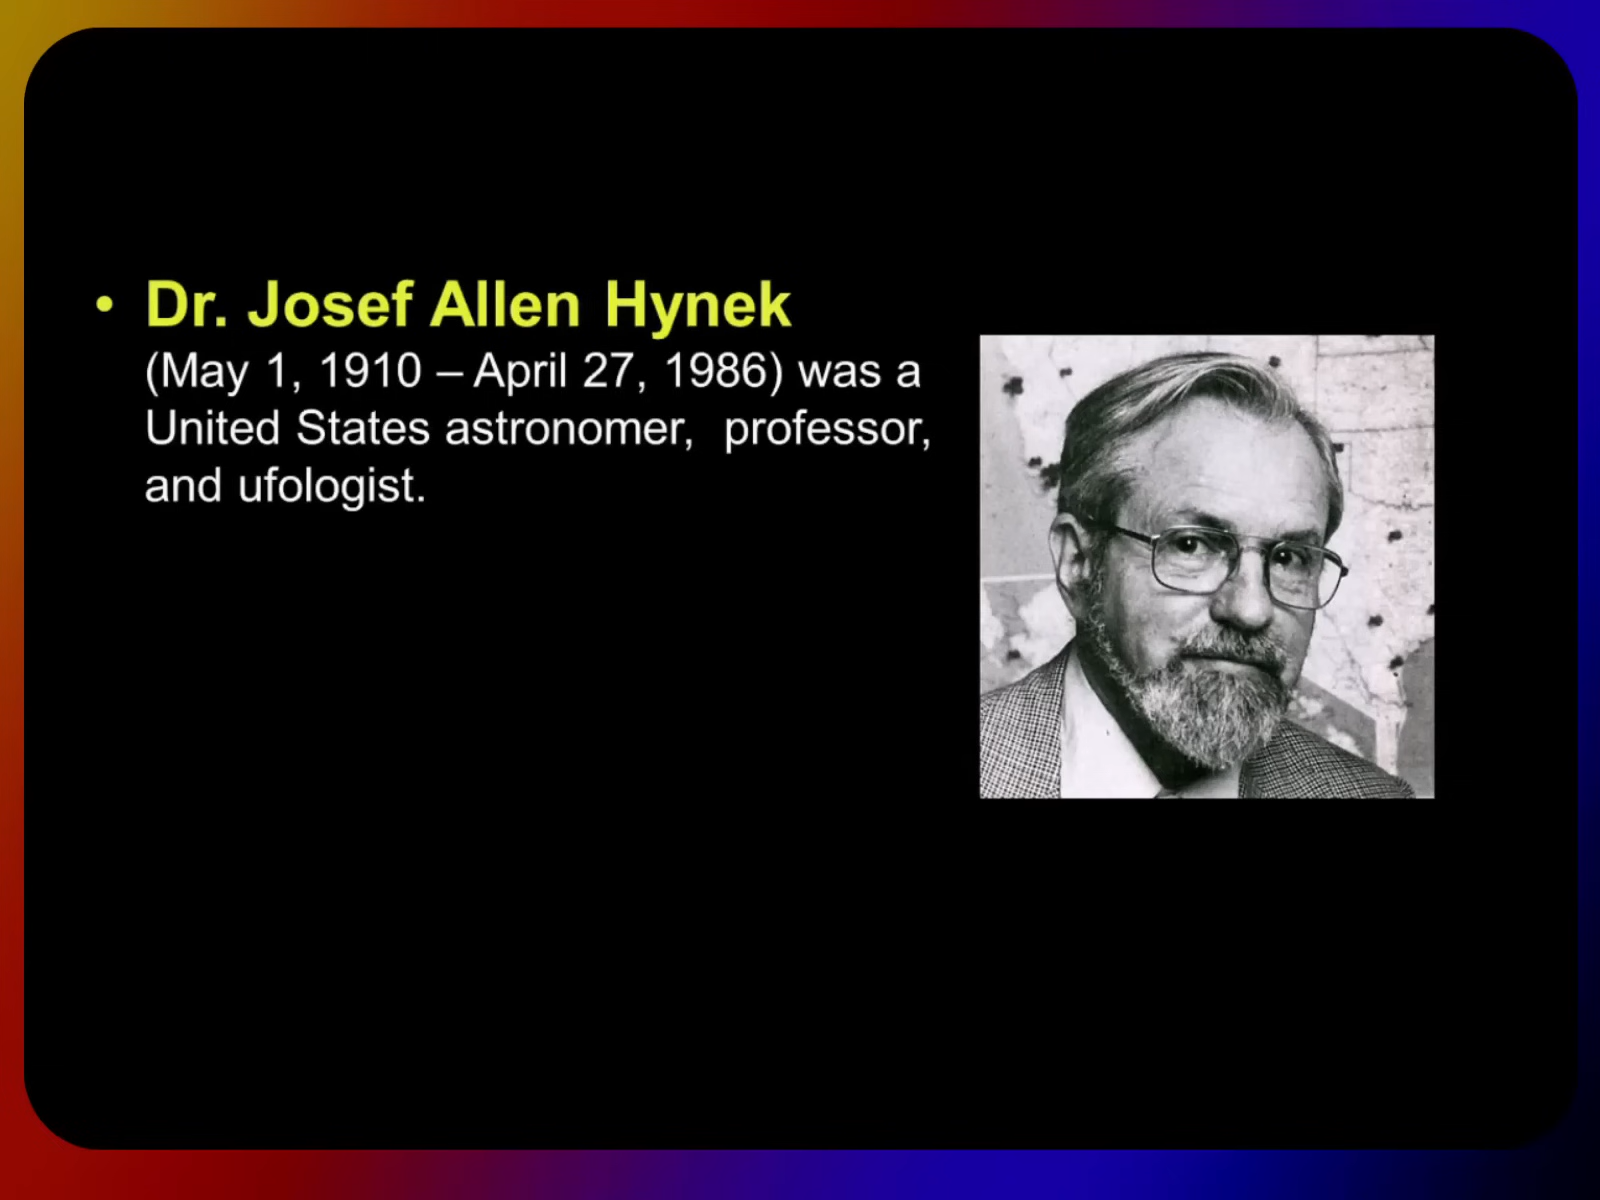 • Dr. Josef Allen Hynek
(May 1, 1910 – April 27, 1986) was a
United States astronomer,  professor,
and ufologist.